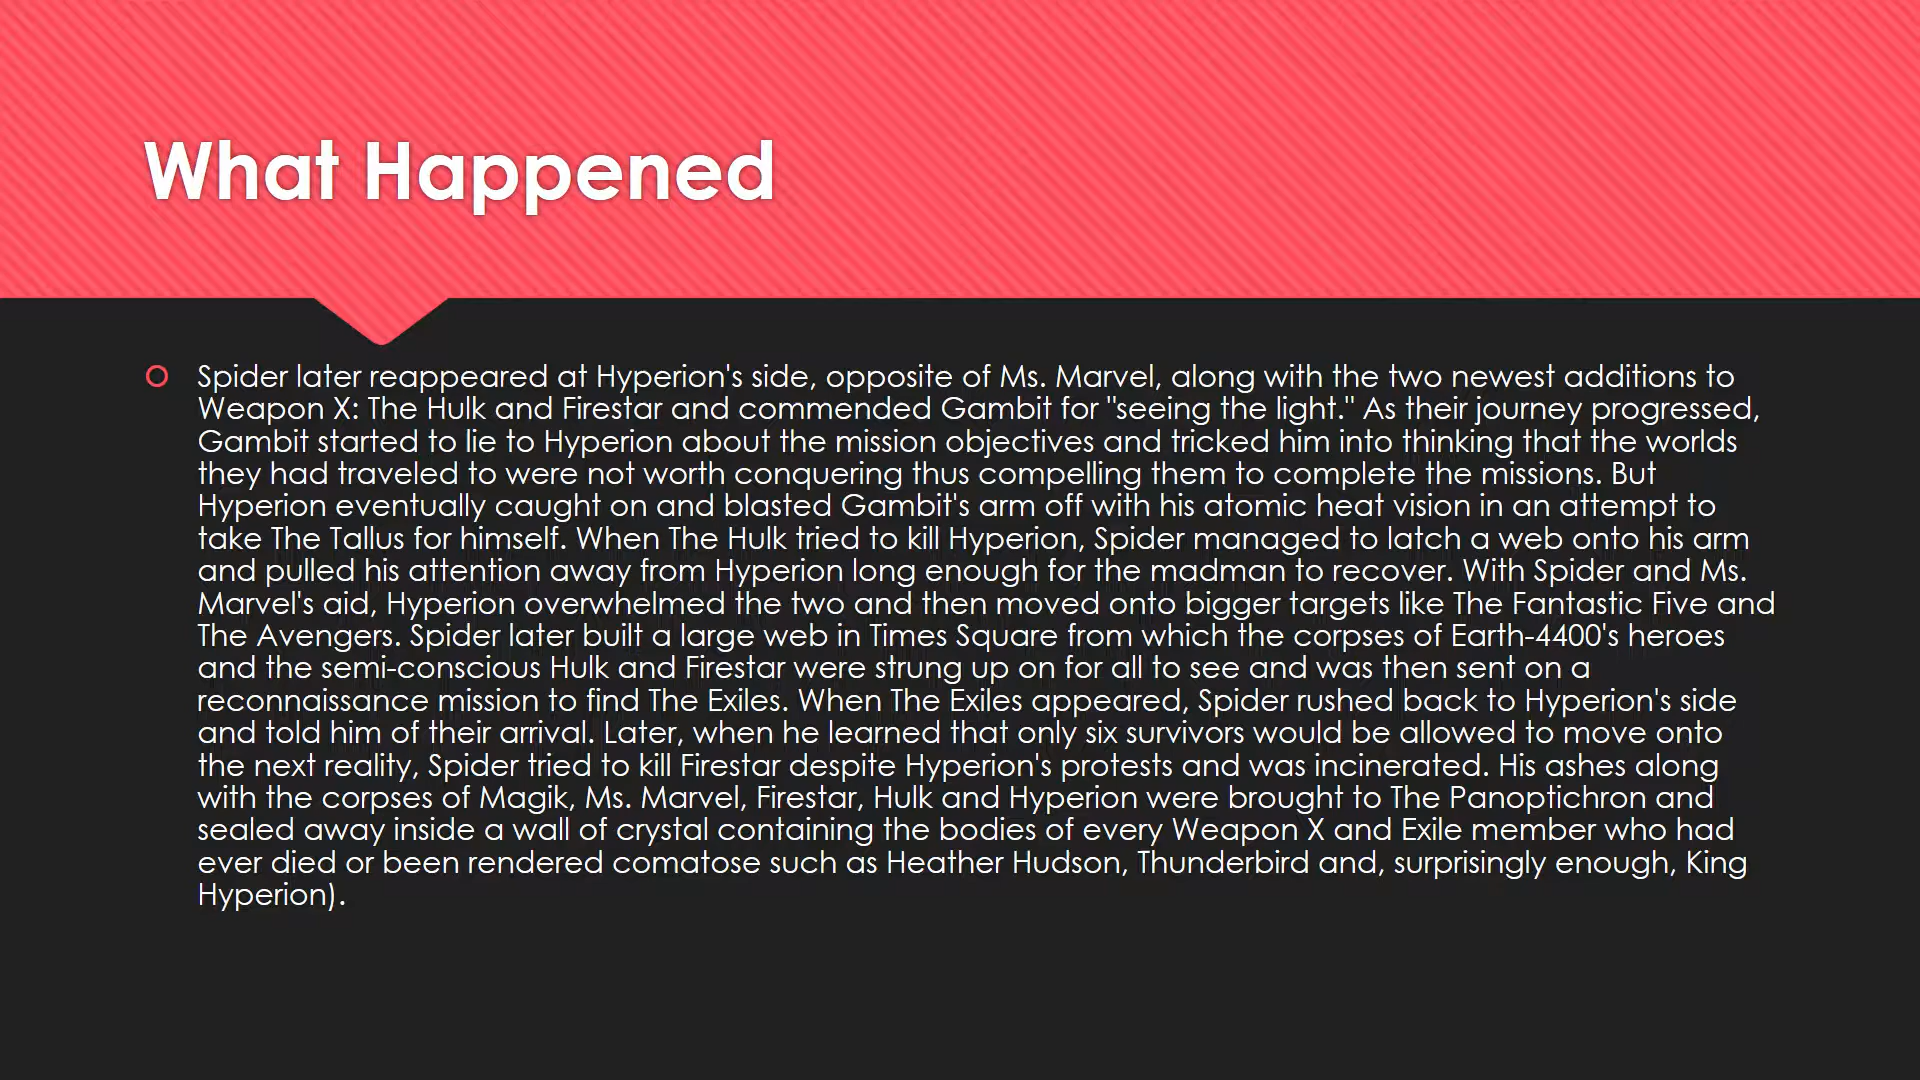 What Happened
Spider later reappeared at Hyperion's side, opposite of Ms. Marvel, along with the two newest additions to
Weapon X: The Hulk and Firestar and commended Gambit for "seeing the light." As their journey progressed,
Gambit started to lie to Hyperion about the mission objectives and tricked him into thinking that the worlds
they had traveled to were not worth conquering thus compelling them to complete the missions. But
Hyperion eventually caught on and blasted Gambit's arm off with his atomic heat vision in an attempt to
take The Tallus for himself. When The Hulk tried to kill Hyperion, Spider managed to latch a web onto his arm
and pulled his attention away from Hyperion long enough for the madman to recover. With Spider and Ms.
Marvel's aid, Hyperion overwhelmed the two and then moved onto bigger targets like The Fantastic Five and
The Avengers. Spider later built a large web in Times Square from which the corpses of Earth-4400's heroes
and the semi-conscious Hulk and Firestar were strung up on for all to see and was then sent on a
reconnaissance mission to find The Exiles. When The Exiles appeared, Spider rushed back to Hyperion's side
and told him of their arrival. Later, when he learned that only six survivors would be allowed to move onto
the next reality, Spider tried to kill Firestar despite Hyperion's protests and was incinerated. His ashes along
with the corpses of Magik, Ms. Marvel, Firestar, Hulk and Hyperion were brought to The Panoptichron and
sealed away inside a wall of crystal containing the bodies of every Weapon X and Exile member who had
ever died or been rendered comatose such as Heather Hudson, Thunderbird and, surprisingly enough, King
Hyperion).